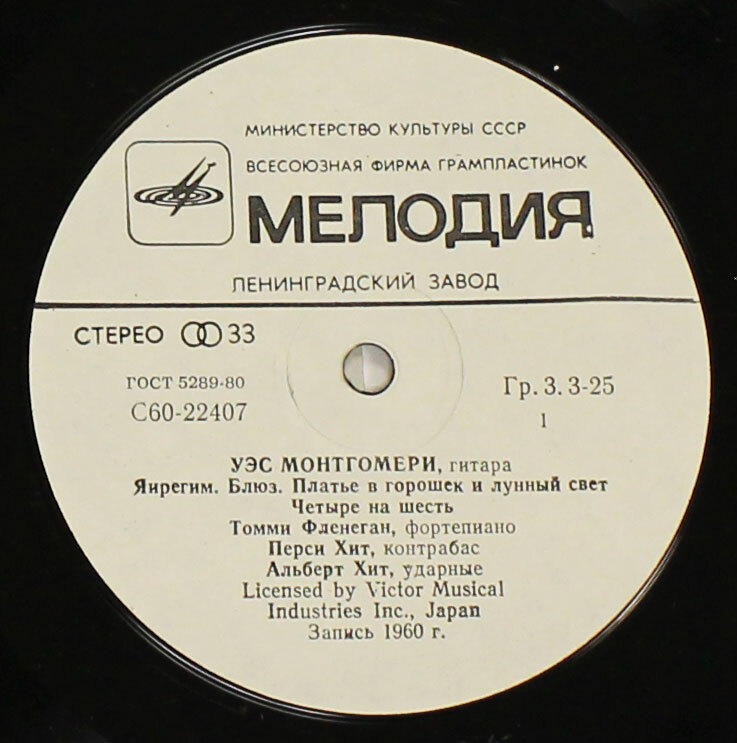 МИНИСТЕРСТВО КУЛЬТУРЫ СССР
ВСЕСОЮЗНАЯ ФИРМА ГРАМПЛАСТИНОК
МЕЛОДИЯ
ЛЕНИНГРАДСКИЙ ЗАВОД
СТЕРЕО 33
ГОСТ 5289-80
С60-22407
Гр. 3. 3-25
1
УЭС МОНТГОМЕРИ, гитара
Яирегим. Блюз. Платье в горошек и лунный свет
Четыре на шесть
Томми Фленеган, фортепиано
Перси Хит, контрабас
Альберт Хит, ударные
Licensed by Victor Musical
Industries Inc., Japan
Запись 1960 г.